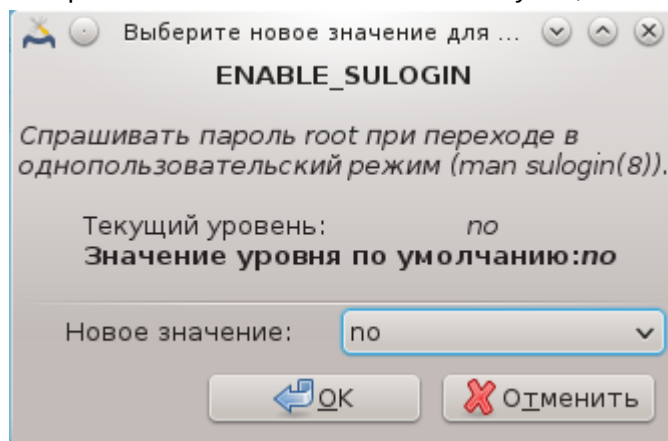 Выберите новое значение для ...
ENABLE_SULOGIN
Спрашивать пароль root при переходе в
однопользовательский режим (man sulogin(8)).
Текущий уровень: no
Значение уровня по умолчанию:no
Новое значение: no
OK Отменить